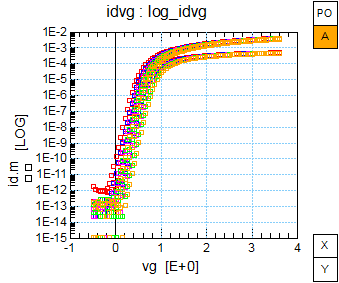 idvg : log_idvg
PO
A
1E-2
1E-3
1E-4
1E-5
1E-6
1E-7
1E-8
1E-9
1E-10
1E-11
1E-12
1E-13
1E-14
1E-15
id.m [LOG]
-1 0 1 2 3 4
vg [E+0]
X
Y